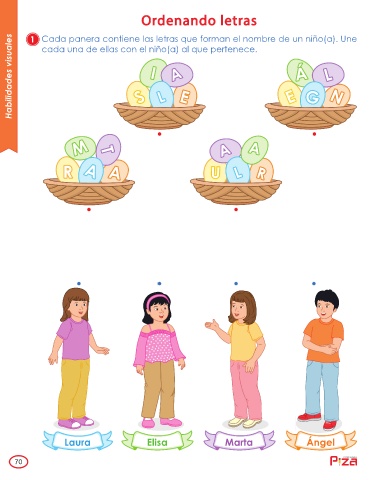 Ordenando letras
Habilidades visuales
1 Cada panera contiene las letras que forman el nombre de un niño(a). Une
cada una de ellas con el niño(a) al que pertenece.
I A
S L E
Á L
E G N
M T
R A A
A A
U L R
Laura Elisa Marta Ángel
70
Piza